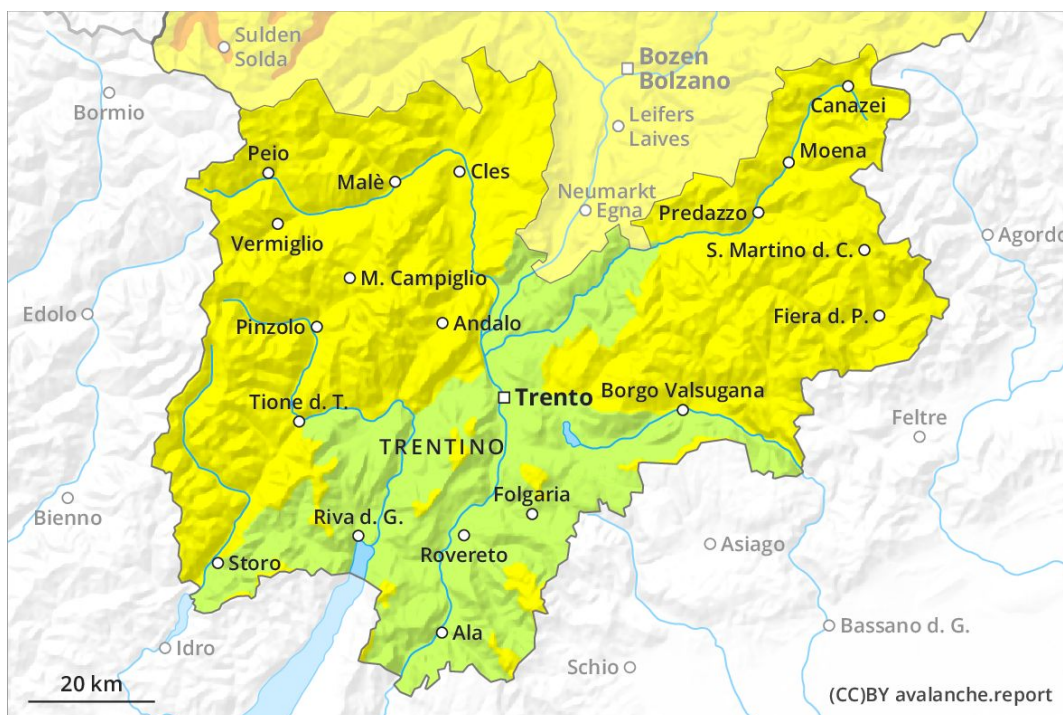 Sulden
Solda
Bozen
Bolzano
Bormio
Canazei
Leifers
Laives
Peio
Moena
Malè
Cles
Neumarkt
Egna
Predazzo
Vermiglio
Agordo
S. Martino d. C.
M. Campiglio
Edolo
Pinzolo
Andalo
Fiera d. P.
Trento
Borgo Valsugana
Tione d. T.
Feltre
TRENTINO
Bienno
Folgaria
Riva d. G.
Rovereto
Asiago
Storo
Ala
Bassano d. G.
Idro
Schio
20 km
(CC)BY avalanche.report